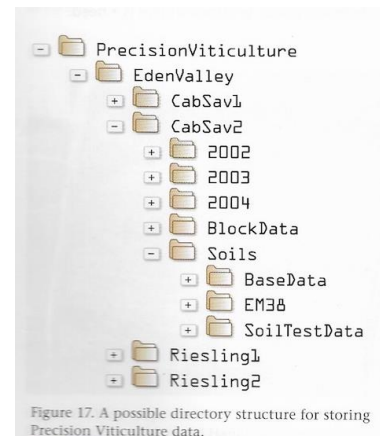 PrecisionViticulture
EdenValley
CabSav1
CabSav2
2002
2003
2004
BlockData
Soils
BaseData
EM38
SoilTestData
Riesling1
Riesling2
Figure 17. A possible directory structure for storing
Precision Viticulture data.